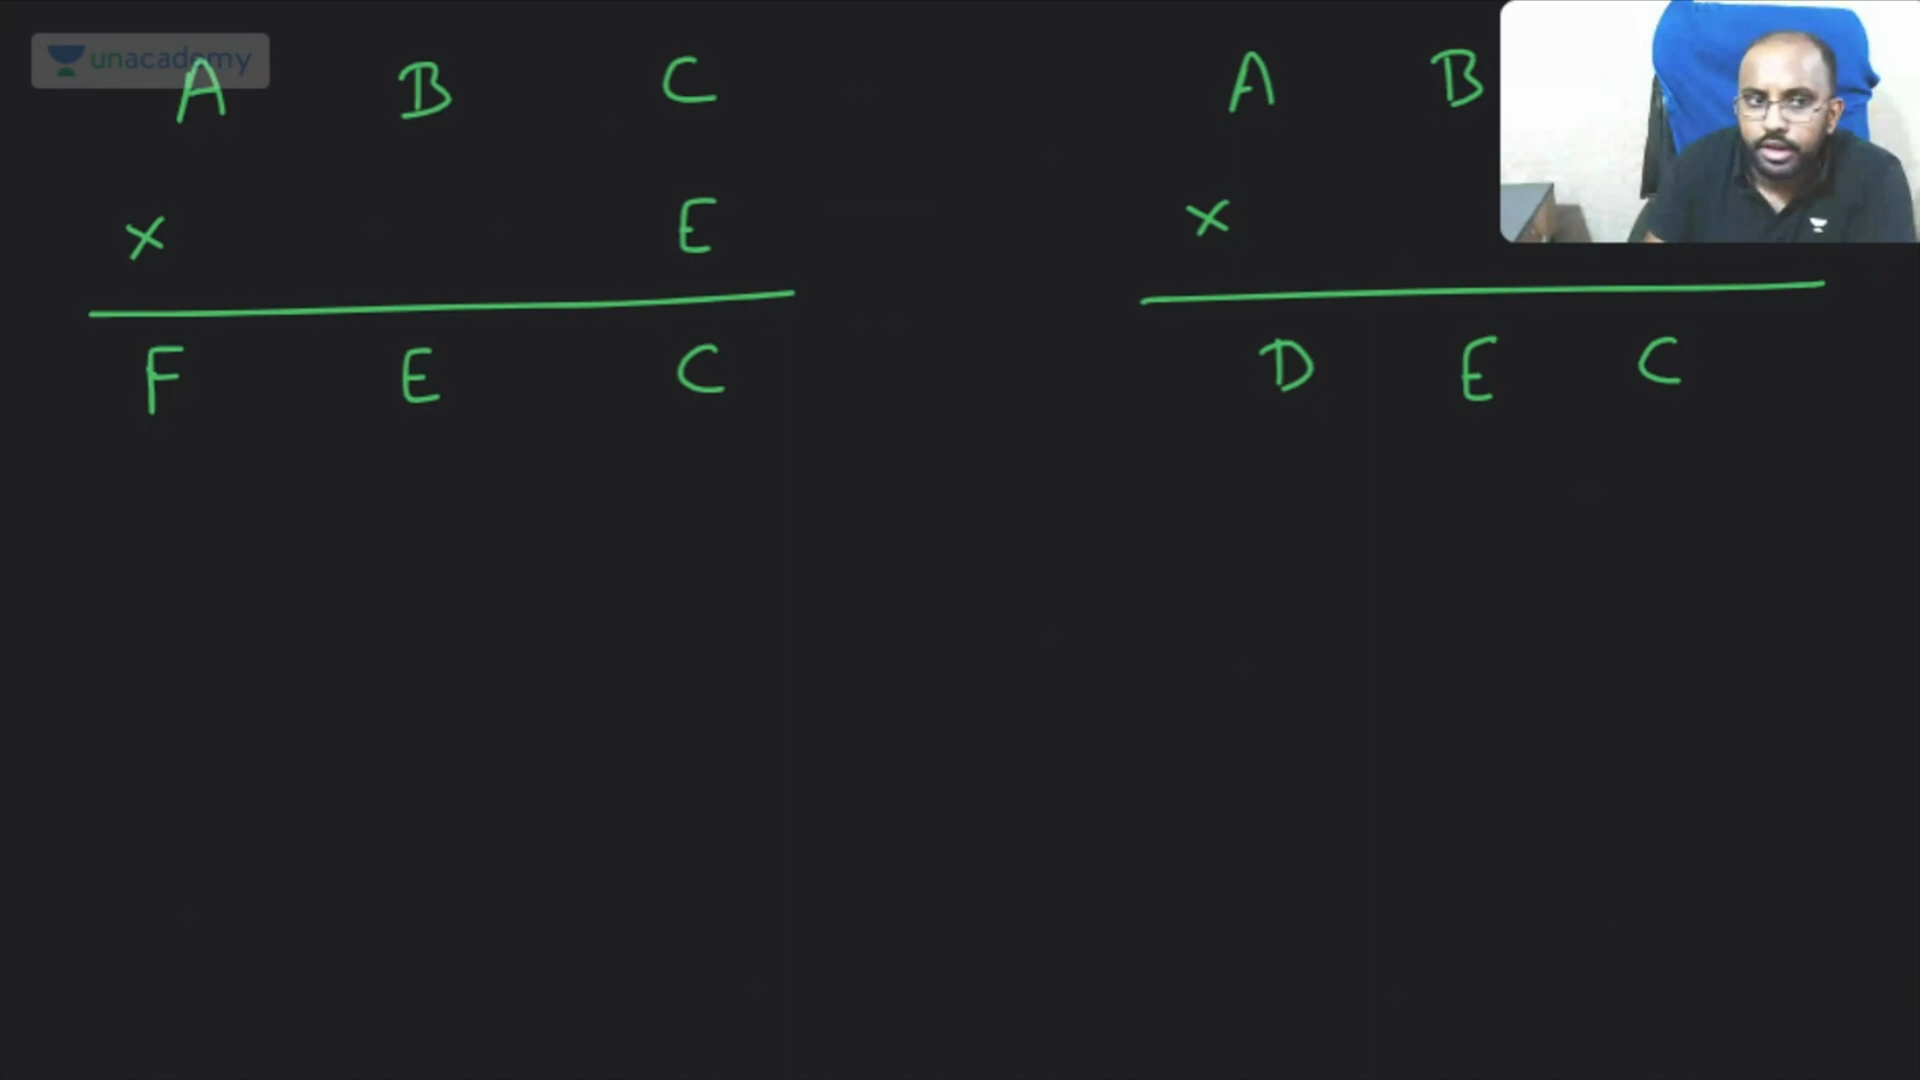 unacademy
A B C
× E
F E C
A B
×
D E C